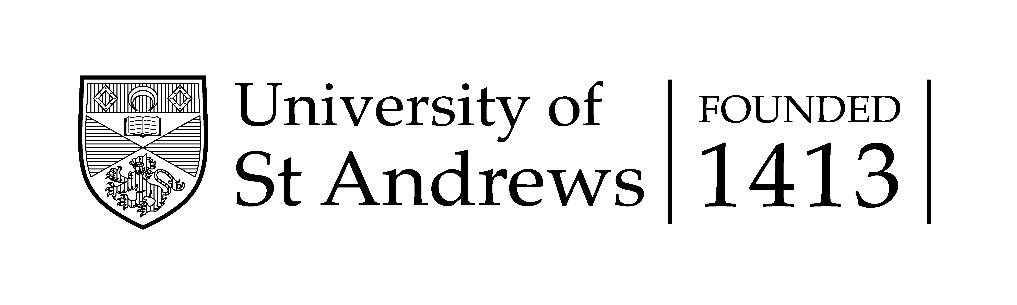 University of
St Andrews
FOUNDED
1413